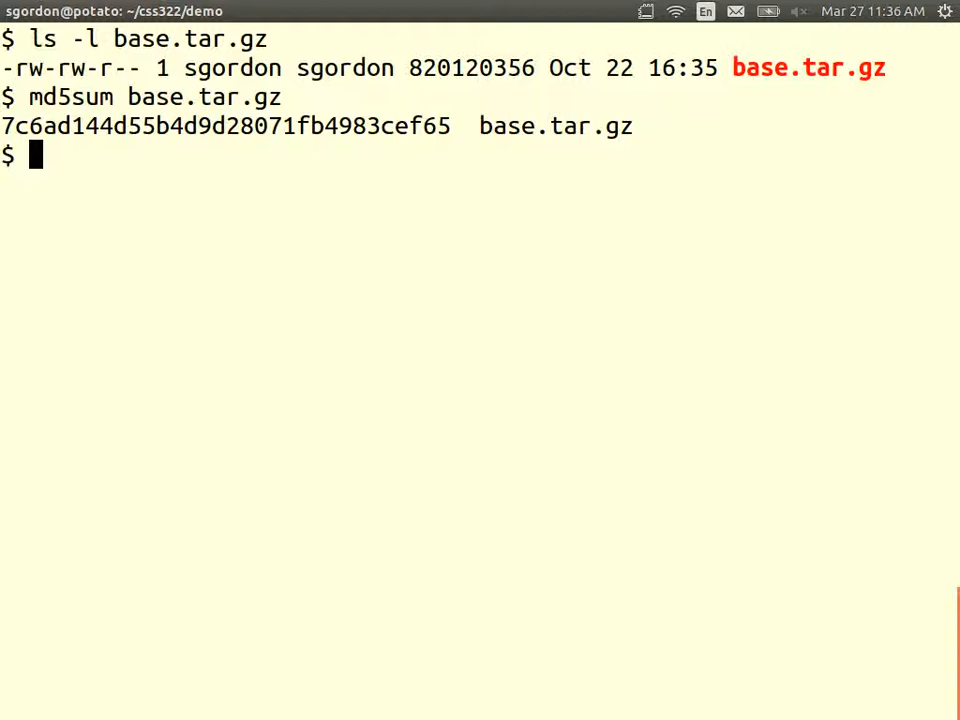 sgordon@potato: ~/css322/demo En Mar 27 11:36 AM
$ ls -l base.tar.gz
-rw-rw-r-- 1 sgordon sgordon 820120356 Oct 22 16:35 base.tar.gz
$ md5sum base.tar.gz
7c6ad144d55b4d9d28071fb4983cef65  base.tar.gz
$